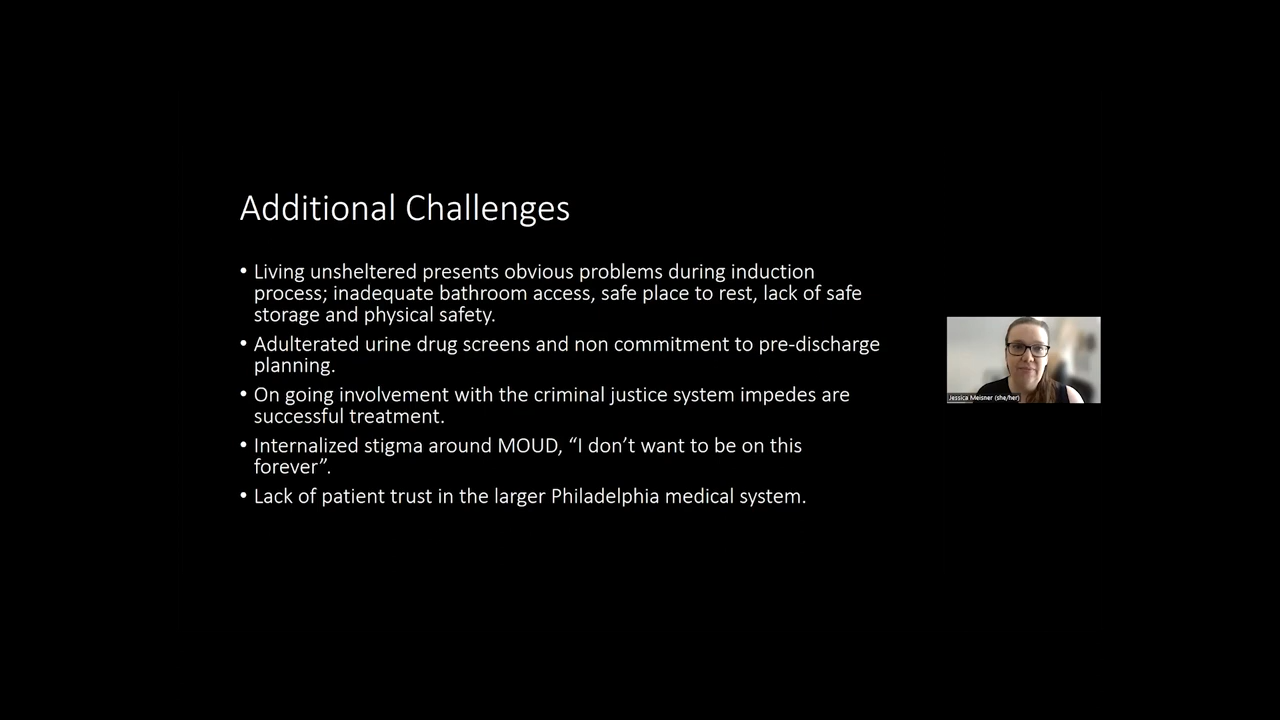 Additional Challenges
• Living unsheltered presents obvious problems during induction
process; inadequate bathroom access, safe place to rest, lack of safe
storage and physical safety.
• Adulterated urine drug screens and non commitment to pre-discharge
planning.
• On going involvement with the criminal justice system impedes are
successful treatment.
• Internalized stigma around MOUD, “I don’t want to be on this
forever”.
• Lack of patient trust in the larger Philadelphia medical system.
Jessica Meisner (she/her)